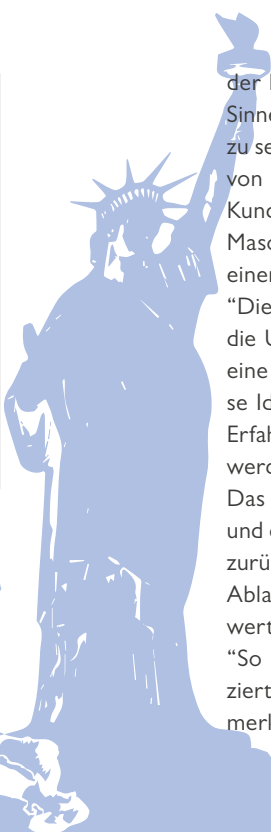 der
Sinne
zu se
von
Kund
Masc
einer
“Die
die U
eine
se Id
Erfah
werd
Das
und
zurü
Abla
wert
“So
ziert
merk